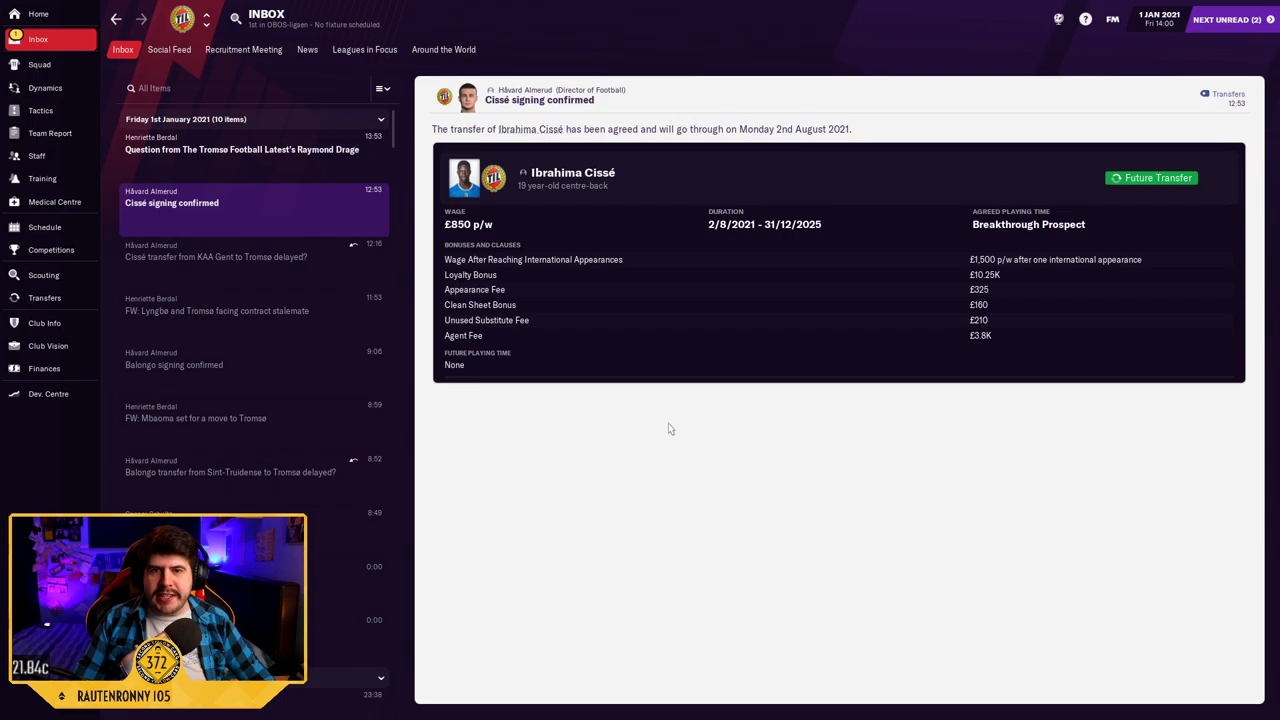 Home
INBOX
1st in OBOS-ligaen - No fixture scheduled.
TIL
FM
1 JAN 2021
Fri 14:00
NEXT UNREAD (2)
1
Inbox
Squad
Dynamics
Tactics
Team Report
Staff
Training
Medical Centre
Schedule
Competitions
Scouting
Transfers
Club Info
Club Vision
Finances
Dev. Centre
Inbox
Social Feed
Recruitment Meeting
News
Leagues in Focus
Around the World
All Items
Friday 1st January 2021 (10 items)
Henriette Berdal
13:53
Question from The Tromsø Football Latest's Raymond Drage
Håvard Almerud
12:53
Cissé signing confirmed
Håvard Almerud
12:16
Cissé transfer from KAA Gent to Tromsø delayed?
Henriette Berdal
11:53
FW: Lyngbø and Tromsø facing contract stalemate
Håvard Almerud
9:06
Balongo signing confirmed
Henriette Berdal
8:59
FW: Mbaoma set for a move to Tromsø
Håvard Almerud
8:52
Balongo transfer from Sint-Truidense to Tromsø delayed?
8:49
0:00
0:00
23:38
Håvard Almerud (Director of Football)
Cissé signing confirmed
Transfers
12:53
The transfer of Ibrahima Cissé has been agreed and will go through on Monday 2nd August 2021.
TIL
Ibrahima Cissé
19 year-old centre-back
Future Transfer
WAGE
DURATION
AGREED PLAYING TIME
£850 p/w
2/8/2021 - 31/12/2025
Breakthrough Prospect
BONUSES AND CLAUSES
Wage After Reaching International Appearances
£1,500 p/w after one international appearance
Loyalty Bonus
£10.25K
Appearance Fee
£325
Clean Sheet Bonus
£160
Unused Substitute Fee
£210
Agent Fee
£3.8K
FUTURE PLAYING TIME
None
21.84c
372
RAUTENRONNY 105